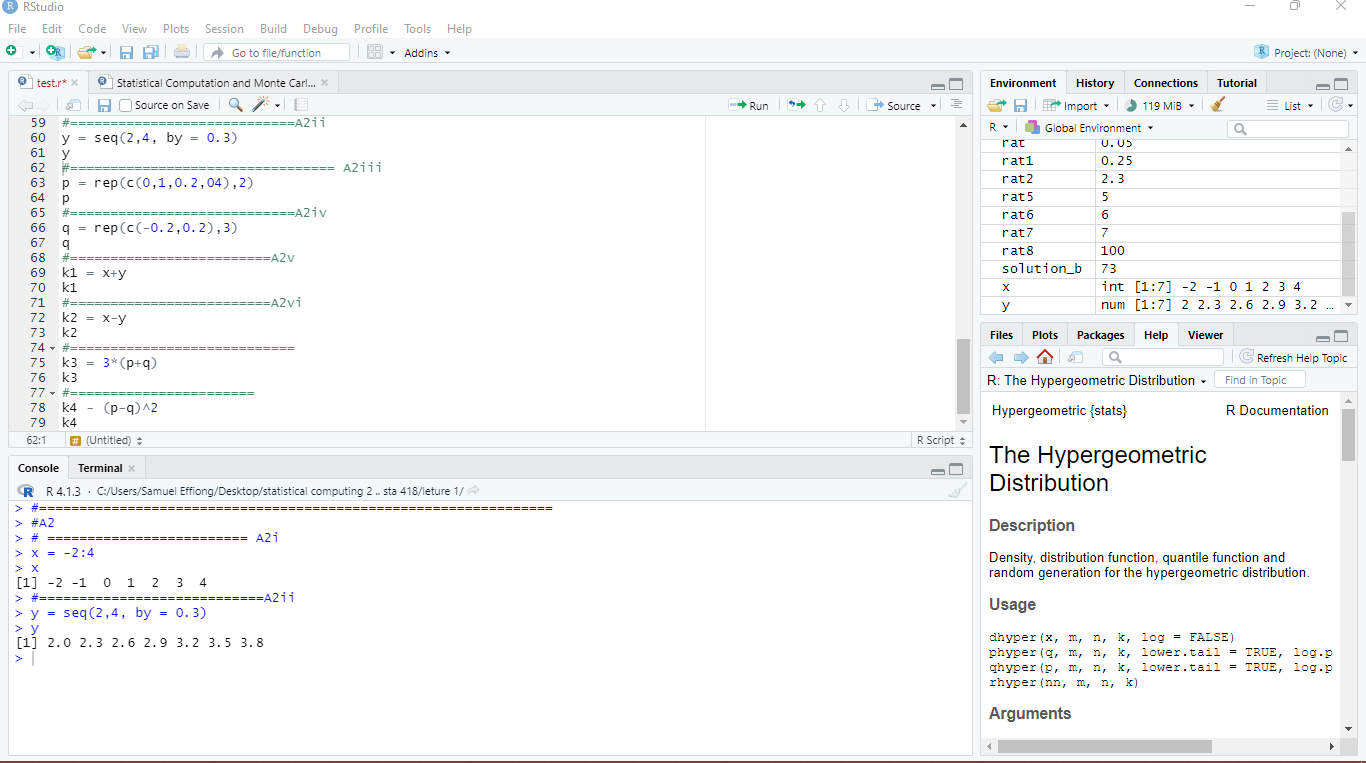 RStudio
File Edit Code View Plots Session Build Debug Profile Tools Help
Go to file/function Addins Project: (None)
test.r* Statistical Computation and Monte Carl...
Source on Save Run Source
59 #============================A2ii
60 y = seq(2,4, by = 0.3)
61 y
62 #================================= A2iii
63 p = rep(c(0,1,0.2,04),2)
64 p
65 #============================A2iv
66 q = rep(c(-0.2,0.2),3)
67 q
68 #=========================A2v
69 k1 = x+y
70 k1
71 #=========================A2vi
72 k2 = x-y
73 k2
74 #============================
75 k3 = 3*(p+q)
76 k3
77 #=======================
78 k4 - (p-q)^2
79 k4
62:1 # (Untitled) R Script
Console Terminal
R R 4.1.3 · C:/Users/Samuel Effiong/Desktop/statistical computing 2 .. sta 418/leture 1/
> #================================================================
> #A2
> # ========================= A2i
> x = -2:4
> x
[1] -2 -1 0 1 2 3 4
> #============================A2ii
> y = seq(2,4, by = 0.3)
> y
[1] 2.0 2.3 2.6 2.9 3.2 3.5 3.8
>
Environment History Connections Tutorial
Import 119 MiB List
R Global Environment
rat 0.05
rat1 0.25
rat2 2.3
rat5 5
rat6 6
rat7 7
rat8 100
solution_b 73
x int [1:7] -2 -1 0 1 2 3 4
y num [1:7] 2 2.3 2.6 2.9 3.2 …
Files Plots Packages Help Viewer
Refresh Help Topic
R: The Hypergeometric Distribution Find in Topic
Hypergeometric {stats} R Documentation
The Hypergeometric
Distribution
Description
Density, distribution function, quantile function and
random generation for the hypergeometric distribution.
Usage
dhyper(x, m, n, k, log = FALSE)
phyper(q, m, n, k, lower.tail = TRUE, log.p
qhyper(p, m, n, k, lower.tail = TRUE, log.p
rhyper(nn, m, n, k)
Arguments